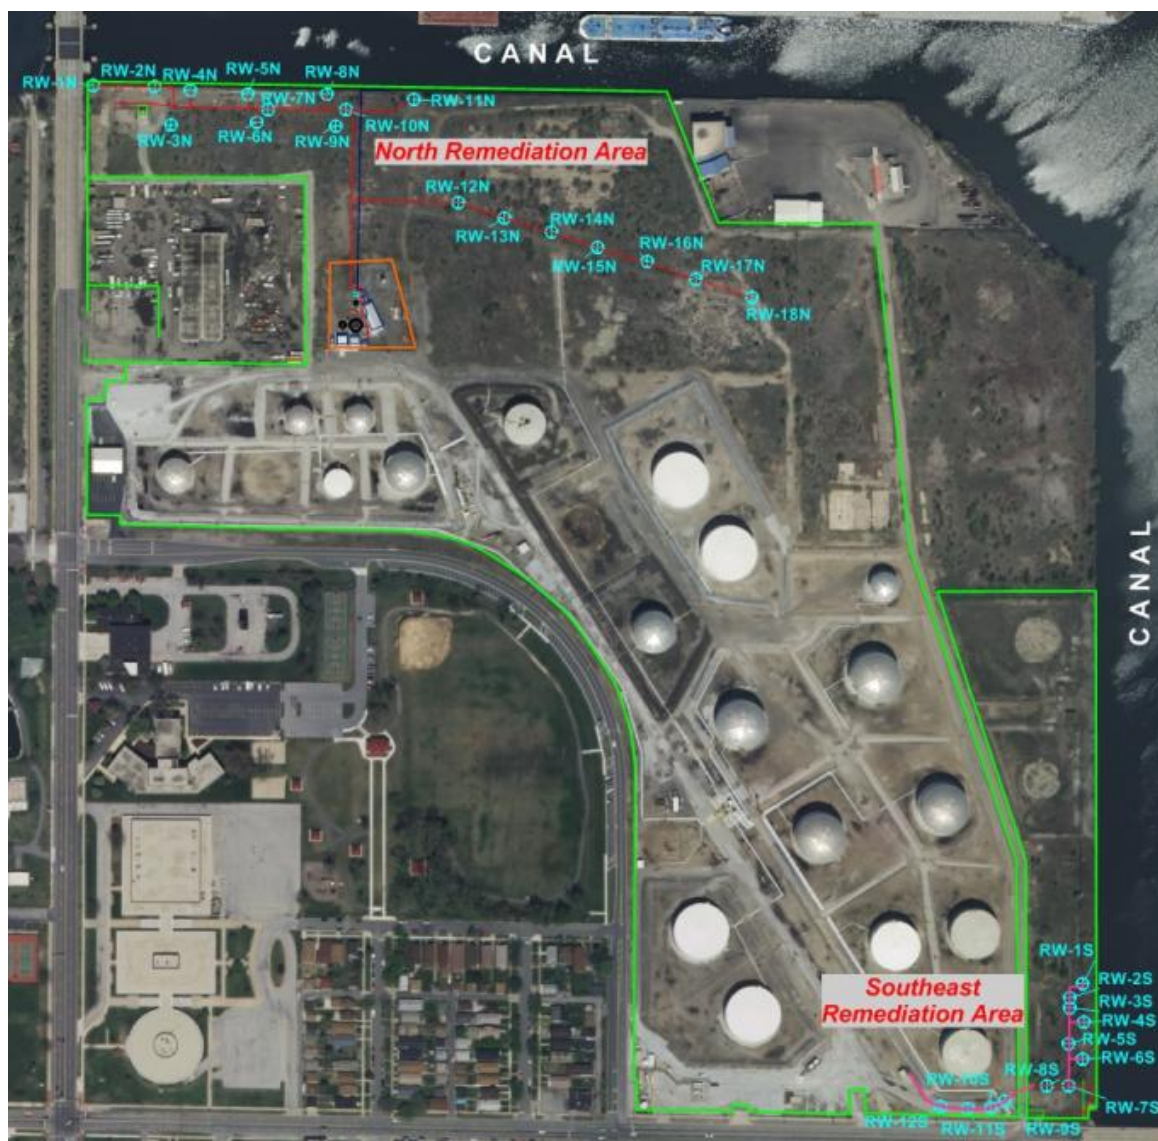 CANAL
RW-1N
RW-2N
RW-4N
RW-5N
RW-8N
RW-7N
RW-11N
RW-3N
RW-6N
RW-9N
RW-10N
North Remediation Area
RW-12N
RW-13N
RW-14N
RW-15N
RW-16N
RW-17N
RW-18N
CANAL
RW-1S
RW-2S
RW-3S
RW-4S
RW-5S
RW-6S
Southeast
Remediation Area
RW-8S
RW-10S
RW-7S
RW-12S
RW-11S
RW-9S